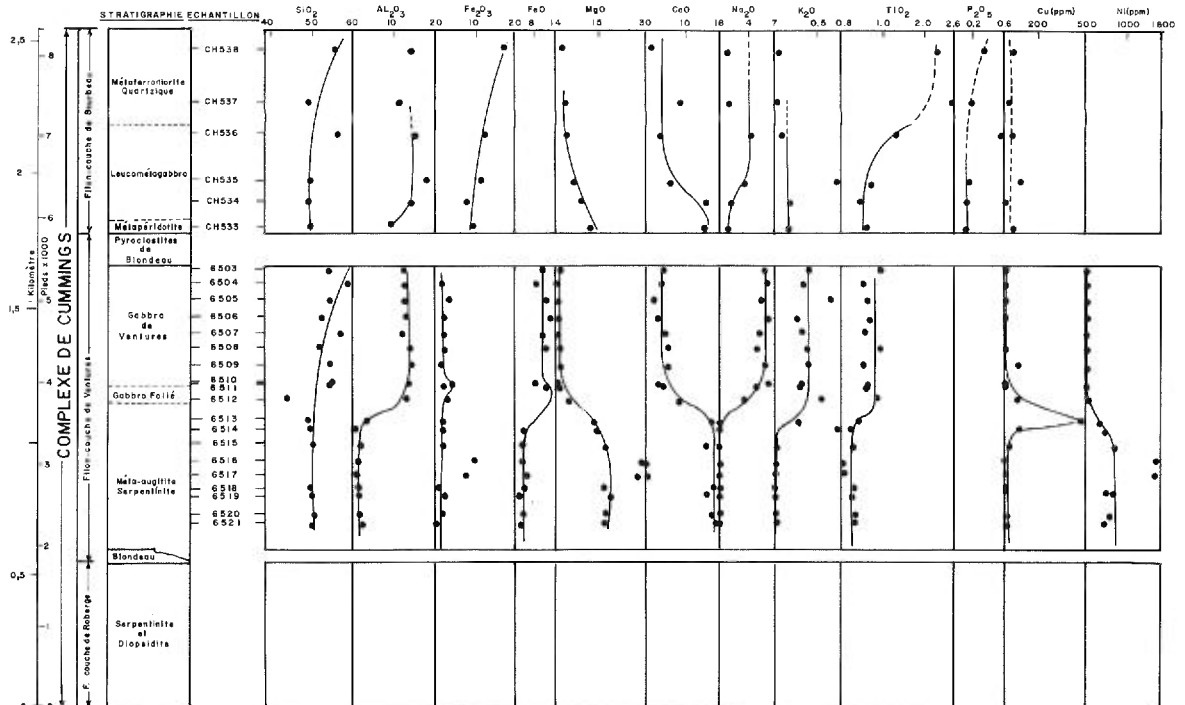 STRATIGRAPHIE ECHANTILLON SiO2 Al2O3 Fe2O3 FeO MgO CaO Na2O K2O TiO2 P2O5 Cu(ppm) Ni(ppm)
40 50 60 10 20 10 20 8 14 15 30 18 4 7 0.5 0.8 1.0 2.0 2.6 0.2 0.6 200 500 1000 1800
Kilomètre
Pieds x1000
COMPLEXE DE CUMMINGS
Filon-couche de Bourbeau
Filon-couche de Ventures
F. couche de Roberge
2,5
8
7
2
6
1,5
5
4
3
2
0,5
1
Métaferrodiorite
Quartzique
Leucométagabbro
Métapéridotite
Pyroclastites
de
Blondeau
Gabbro
de
Ventures
Gabbro Folié
Méta-augitite
Serpentinite
Blondeau
Serpentinite
et
Diopsidite
CH538
CH537
CH536
CH535
CH534
CH533
6503
6504
6505
6506
6507
6508
6509
6510
6511
6512
6513
6514
6515
6516
6517
6518
6519
6520
6521